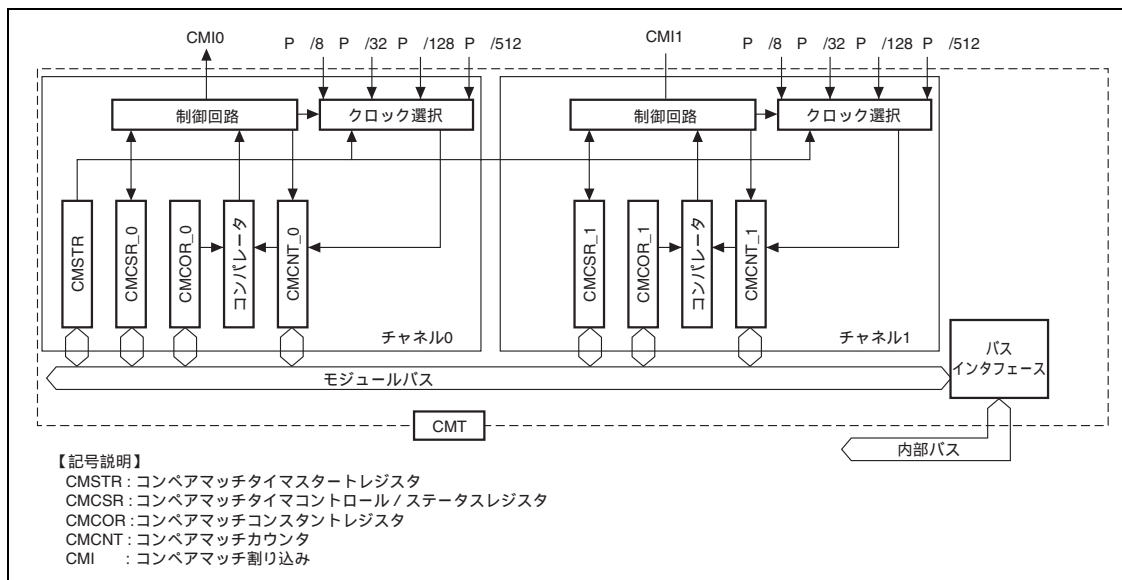 CMI0 P /8 P /32 P /128 P /512 CMI1 P /8 P /32 P /128 P /512
制御回路 クロック選択 制御回路 クロック選択
CMSTR CMCSR_0 CMCOR_0 コンパレータ CMCNT_0 CMCSR_1 CMCOR_1 コンパレータ CMCNT_1
チャネル0 チャネル1
モジュールバス
バス
インタフェース
CMT
内部バス
【記号説明】
CMSTR : コンペアマッチタイマスタートレジスタ
CMCSR : コンペアマッチタイマコントロール / ステータスレジスタ
CMCOR : コンペアマッチコンスタントレジスタ
CMCNT : コンペアマッチカウンタ
CMI : コンペアマッチ割り込み